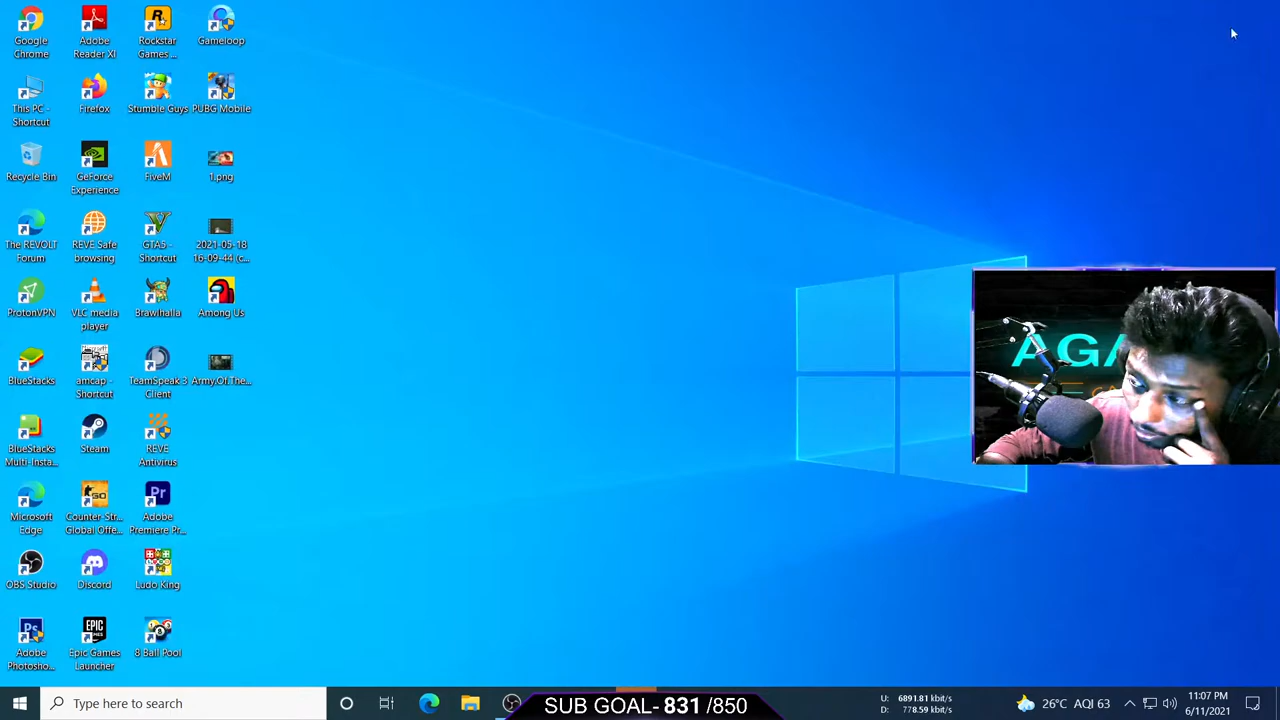 Google
Chrome
Adobe
Reader XI
Rockstar
Games ...
Gameloop
This PC -
Shortcut
Firefox
Stumble Guys
PUBG Mobile
Recycle Bin
GeForce
Experience
FiveM
1.png
The REVOLT
Forum
REVE Safe
browsing
GTA5 -
Shortcut
2021-05-18
16-09-44 (c...
ProtonVPN
VLC media
player
Brawlhalla
Among Us
BlueStacks
amcap -
Shortcut
TeamSpeak 3
Client
Army.Of.The...
BlueStacks
Multi-Insta...
Steam
REVE
Antivirus
Microsoft
Edge
Counter-Str...
Global Offe...
Adobe
Premiere Pr...
OBS Studio
Discord
Ludo King
Adobe
Photosho...
Epic Games
Launcher
8 Ball Pool
AGA
Type here to search
SUB GOAL- 831 /850
U: 6891.81 kbit/s
D: 778.59 kbit/s
26°C AQI 63
11:07 PM
6/11/2021